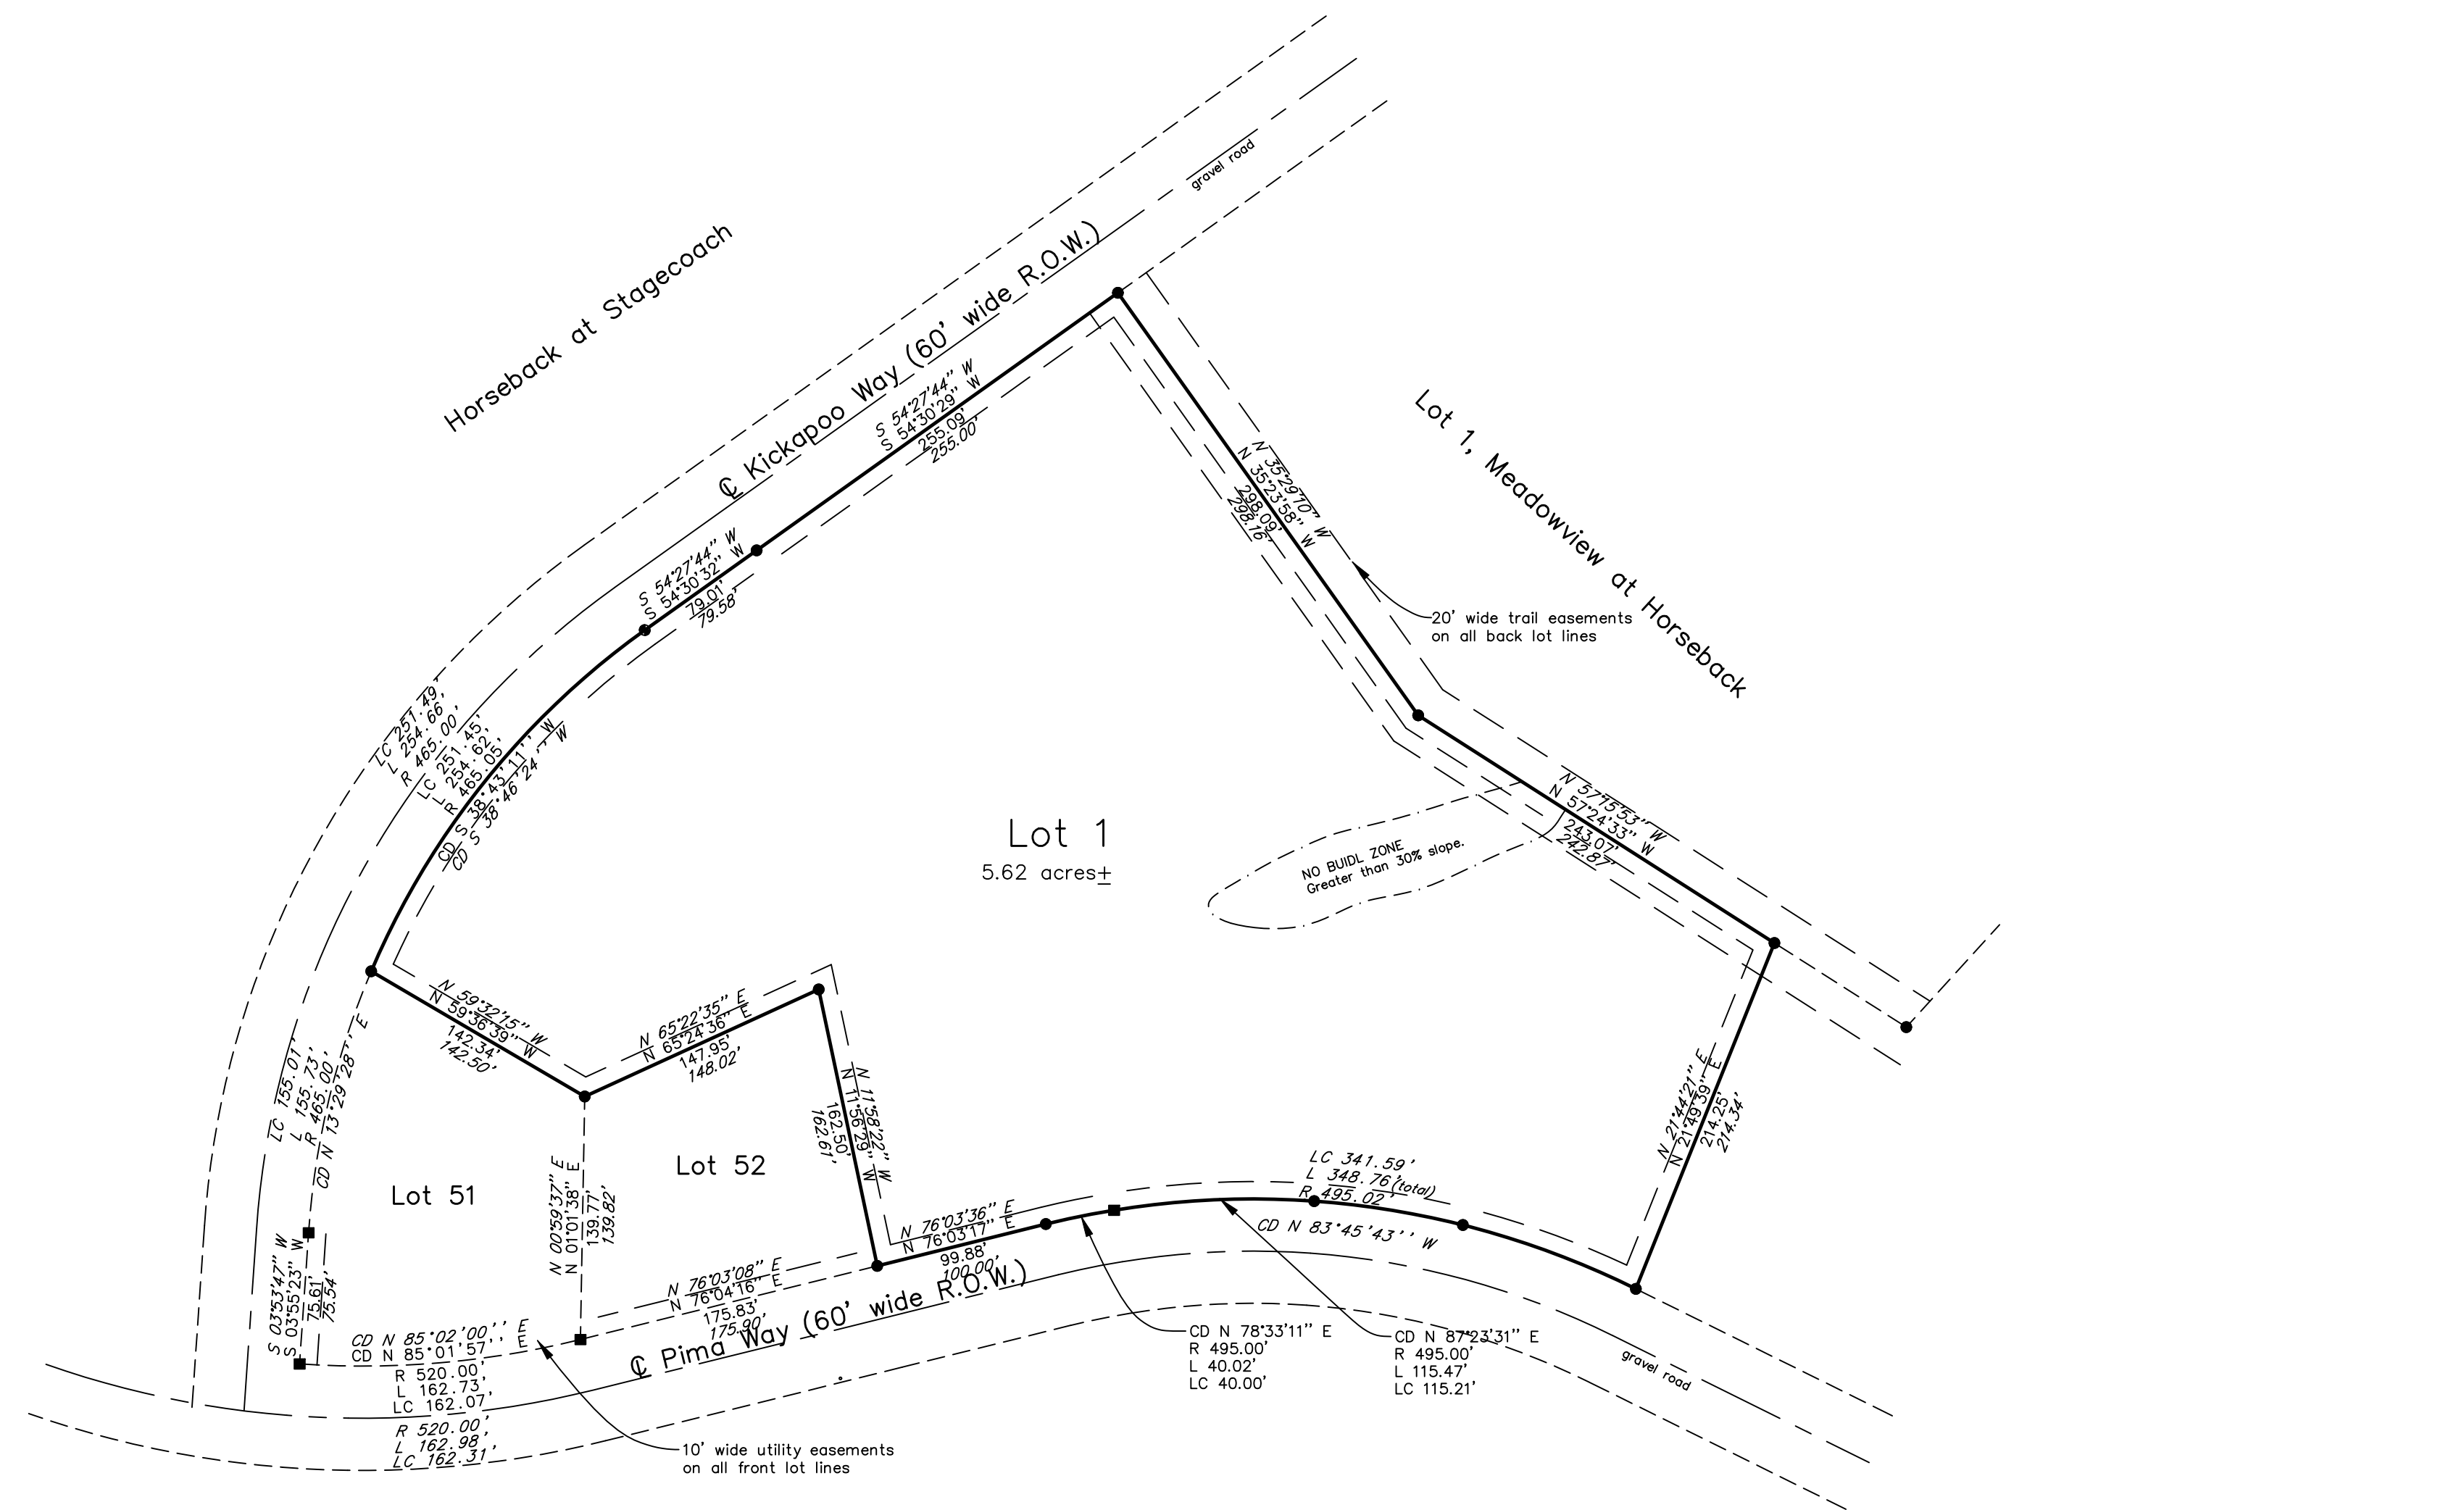 gravel road
Horseback at Stagecoach
℄ Kickapoo Way (60' wide R.O.W.)
S 54°27'44" W
S 54°30'29" W
255.09'
255.00'
S 54°27'44" W
S 54°30'32" W
79.01'
79.58'
N 35°29'10" W
N 35°23'58" W
298.09'
298.16'
Lot 1, Meadowview at Horseback
20' wide trail easements
on all back lot lines
LC 251.49'
L 254.66'
R 465.00'
LC 251.45'
L 254.62'
R 465.05'
CD S 38°43'11'' W
CD S 38°46'24'' W
N 57°15'53" W
N 57°24'33" W
243.07'
242.87'
Lot 1
5.62 acres±
NO BUIDL ZONE
Greater than 30% slope.
N 59°32'15" W
N 59°36'39" W
142.34'
142.50'
N 65°22'35" E
N 65°24'36" E
147.95'
148.02'
N 11°58'22" W
N 11°56'29" W
162.50'
162.61'
LC 155.01'
L 155.73'
R 465.00'
CD N 13°29'28'' E
N 21°44'21" E
N 21°49'39" E
214.25'
214.34'
Lot 51
Lot 52
N 00°59'37" E
N 01°01'38" E
139.77'
139.82'
LC 341.59'
L 348.76'(total)
R 495.02'
CD N 83°45'43'' W
N 76°03'36" E
N 76°03'17" E
99.88'
100.00'
S 03°53'47" W
S 03°55'23" W
75.61'
75.54'
N 76°03'08" E
N 76°04'16" E
175.83'
175.90'
℄ Pima Way (60' wide R.O.W.)
CD N 85°02'00'' E
CD N 85°01'57'' E
R 520.00'
L 162.73'
LC 162.07'
R 520.00'
L 162.98'
LC 162.31'
CD N 78°33'11" E
R 495.00'
L 40.02'
LC 40.00'
CD N 87°23'31" E
R 495.00'
L 115.47'
LC 115.21'
gravel road
10' wide utility easements
on all front lot lines